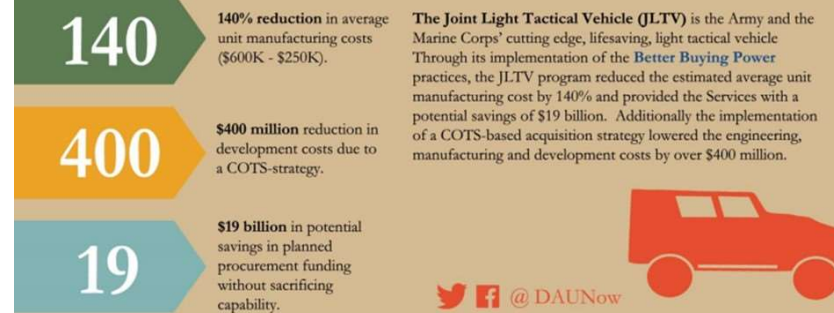 140
140% reduction in average
unit manufacturing costs
($600K - $250K).
400
$400 million reduction in
development costs due to
a COTS-strategy.
19
$19 billion in potential
savings in planned
procurement funding
without sacrificing
capability.
The Joint Light Tactical Vehicle (JLTV) is the Army and the
Marine Corps' cutting edge, lifesaving, light tactical vehicle
Through its implementation of the Better Buying Power
practices, the JLTV program reduced the estimated average unit
manufacturing cost by 140% and provided the Services with a
potential savings of $19 billion. Additionally the implementation
of a COTS-based acquisition strategy lowered the engineering,
manufacturing and development costs by over $400 million.
@ DAUNow